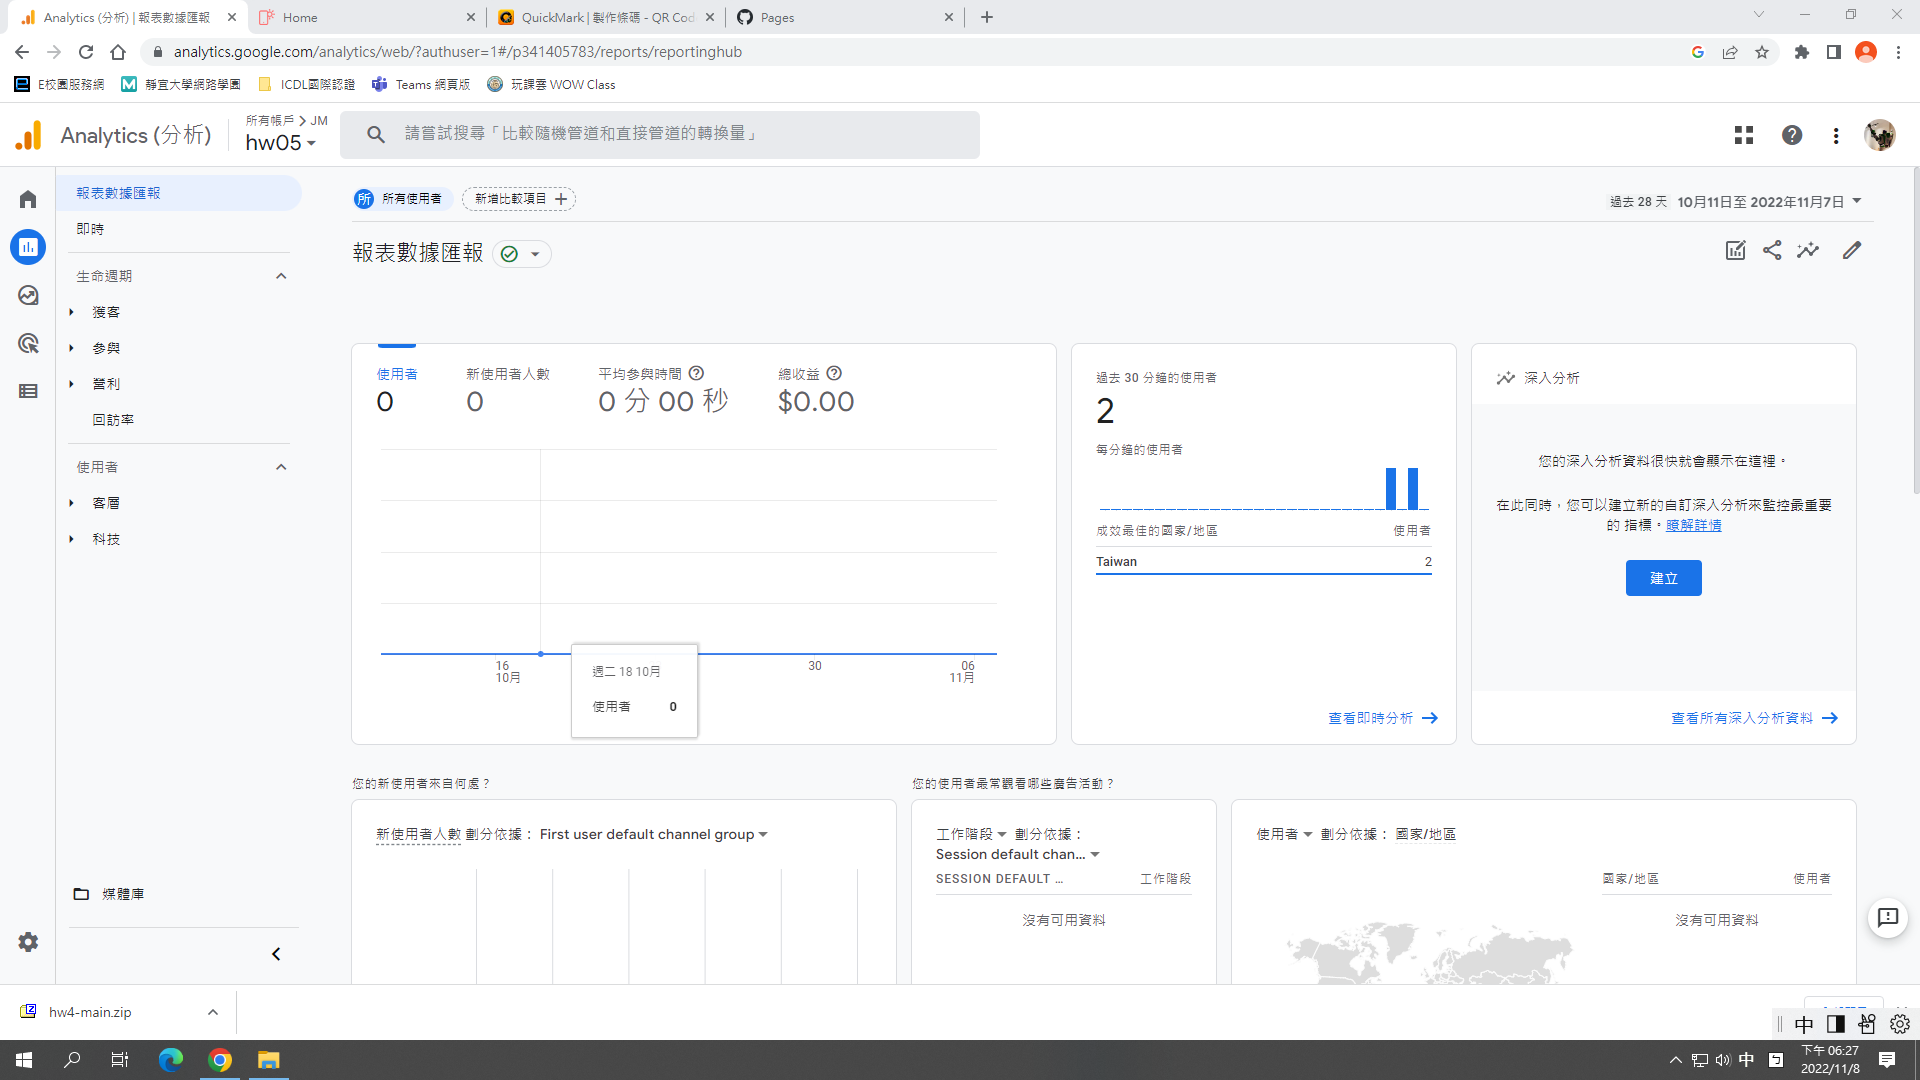 Analytics (分析) | 報表數據匯報
Home
QuickMark | 製作條碼 - QR Cod
Pages
analytics.google.com/analytics/web/?authuser=1#/p341405783/reports/reportinghub
E校園服務網
靜宜大學網路學園
ICDL國際認證
Teams 網頁版
玩課雲 WOW Class
Analytics (分析)
所有帳戶 > JM
hw05
請嘗試搜尋「比較隨機管道和直接管道的轉換量」
報表數據匯報
即時
生命週期
獲客
參與
營利
回訪率
使用者
客層
科技
媒體庫
所 所有使用者
新增比較項目
過去 28 天 10月11日至 2022年11月7日
報表數據匯報
使用者
0
新使用者人數
0
平均參與時間
0 分 00 秒
總收益
$0.00
16
10月
30
06
11月
週二 18 10月
使用者 0
過去 30 分鐘的使用者
2
每分鐘的使用者
成效最佳的國家/地區 使用者
Taiwan 2
查看即時分析
深入分析
您的深入分析資料很快就會顯示在這裡。
在此同時，您可以建立新的自訂深入分析來監控最重要
的 指標。瞭解詳情
建立
查看所有深入分析資料
您的新使用者來自何處？
新使用者人數 劃分依據： First user default channel group
您的使用者最常觀看哪些廣告活動？
工作階段 劃分依據：
Session default chan...
SESSION DEFAULT … 工作階段
沒有可用資料
使用者 劃分依據： 國家/地區
國家/地區 使用者
沒有可用資料
hw4-main.zip
中
中
下午 06:27
2022/11/8